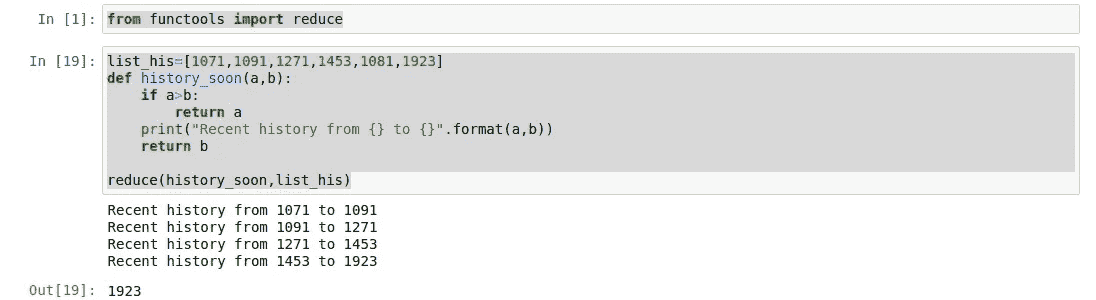 In [1]: from functools import reduce
In [19]: list_his=[1071,1091,1271,1453,1081,1923]
def history_soon(a,b):
    if a>b:
        return a
    print("Recent history from {} to {}".format(a,b))
    return b
reduce(history_soon,list_his)
Recent history from 1071 to 1091
Recent history from 1091 to 1271
Recent history from 1271 to 1453
Recent history from 1453 to 1923
Out[19]: 1923